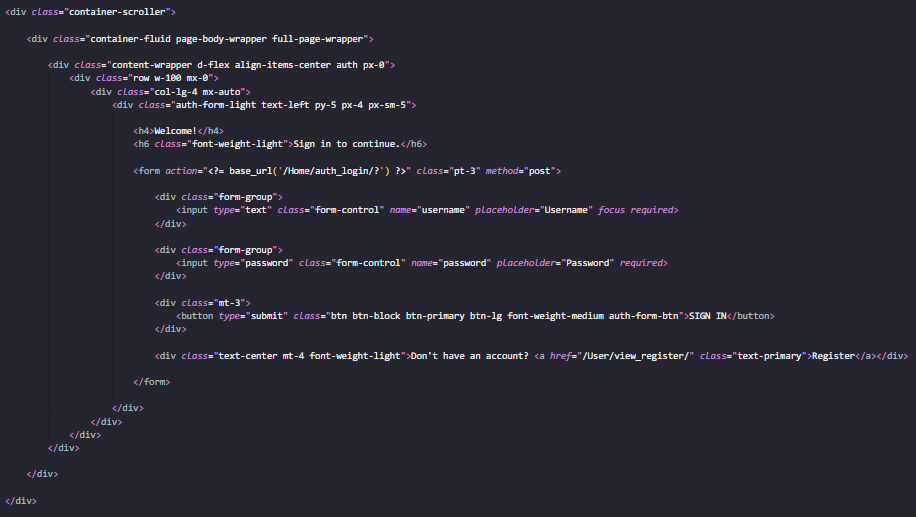 <div class="container-scroller">
<div class="container-fluid page-body-wrapper full-page-wrapper">
<div class="content-wrapper d-flex align-items-center auth px-0">
<div class="row w-100 mx-0">
<div class="col-lg-4 mx-auto">
<div class="auth-form-light text-left py-5 px-4 px-sm-5">
<h4>Welcome!</h4>
<h6 class="font-weight-light">Sign in to continue.</h6>
<form action="<?= base_url('/Home/auth_login/?') ?>" class="pt-3" method="post">
<div class="form-group">
<input type="text" class="form-control" name="username" placeholder="Username" focus required>
</div>
<div class="form-group">
<input type="password" class="form-control" name="password" placeholder="Password" required>
</div>
<div class="mt-3">
<button type="submit" class="btn btn-block btn-primary btn-lg font-weight-medium auth-form-btn">SIGN IN</button>
</div>
<div class="text-center mt-4 font-weight-light">Don't have an account? <a href="/User/view_register/" class="text-primary">Register</a></div>
</form>
</div>
</div>
</div>
</div>
</div>
</div>